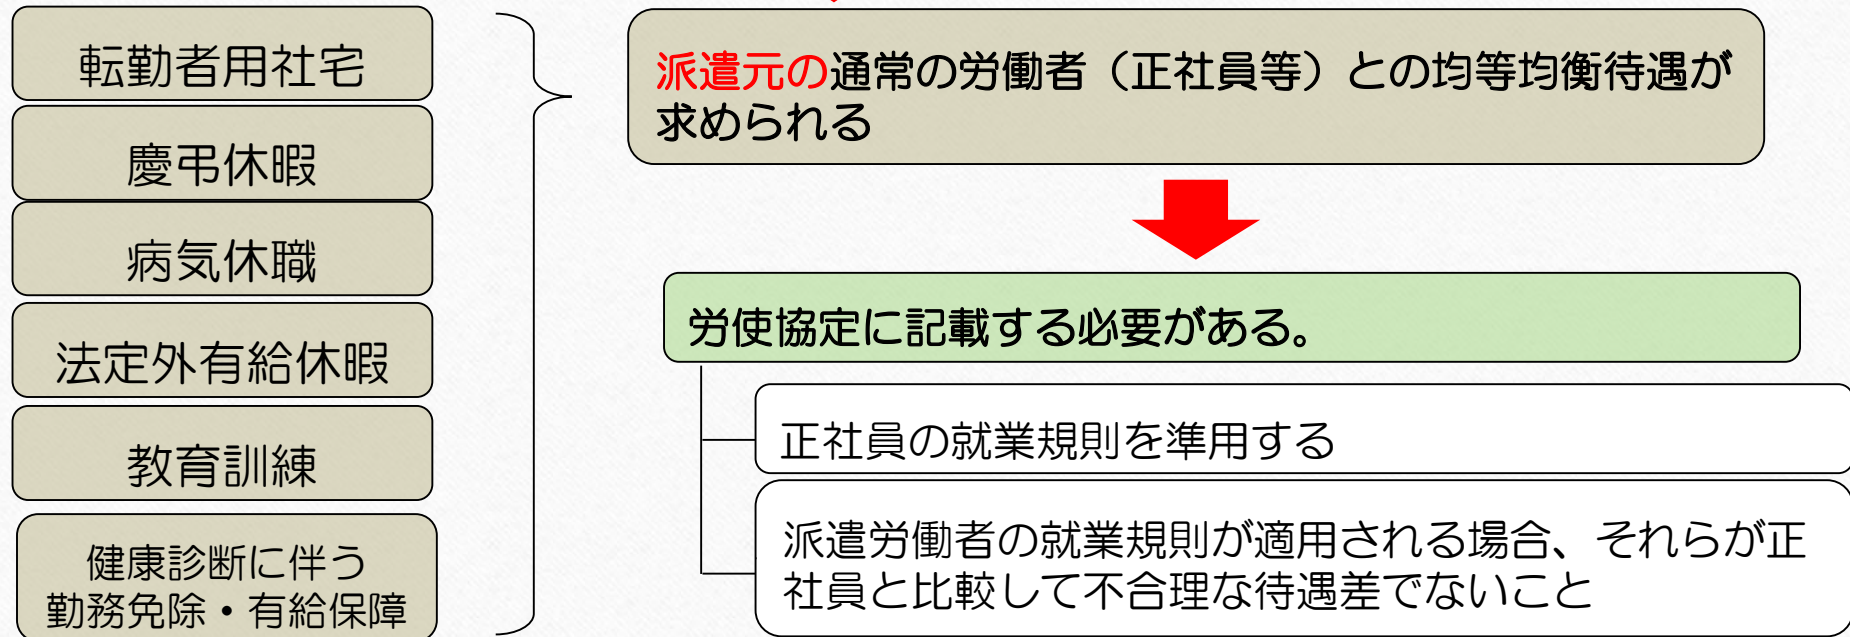 転勤者用社宅
慶弔休暇
病気休職
法定外有給休暇
教育訓練
健康診断に伴う
勤務免除・有給保障
派遣元の通常の労働者（正社員等）との均等均衡待遇が
求められる
労使協定に記載する必要がある。
正社員の就業規則を準用する
派遣労働者の就業規則が適用される場合、それらが正
社員と比較して不合理な待遇差でないこと